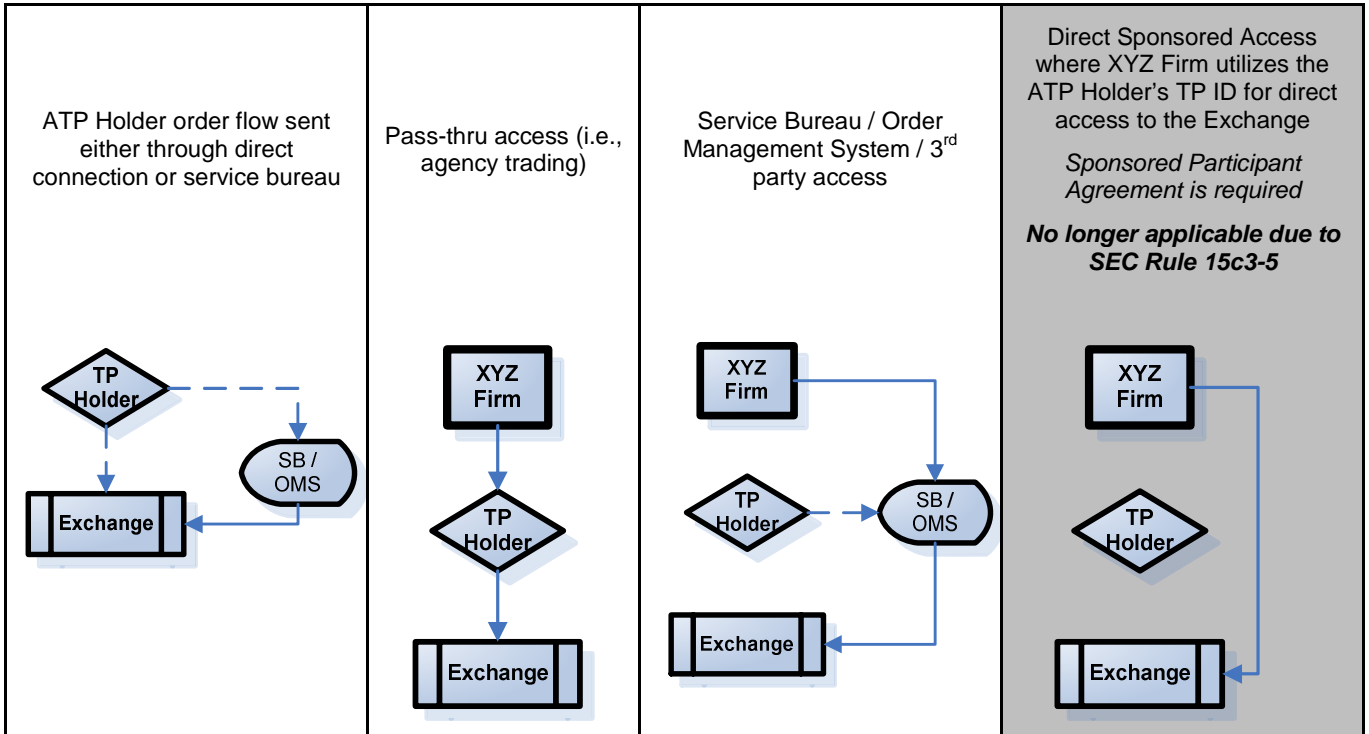 ATP Holder order flow sent
either through direct
connection or service bureau
TP
Holder
SB /
OMS
Exchange
Pass-thru access (i.e.,
agency trading)
XYZ
Firm
TP
Holder
Exchange
Service Bureau / Order
Management System / 3rd
party access
XYZ
Firm
TP
Holder
SB /
OMS
Exchange
Direct Sponsored Access
where XYZ Firm utilizes the
ATP Holder's TP ID for direct
access to the Exchange
Sponsored Participant
Agreement is required
No longer applicable due to
SEC Rule 15c3-5
XYZ
Firm
TP
Holder
Exchange